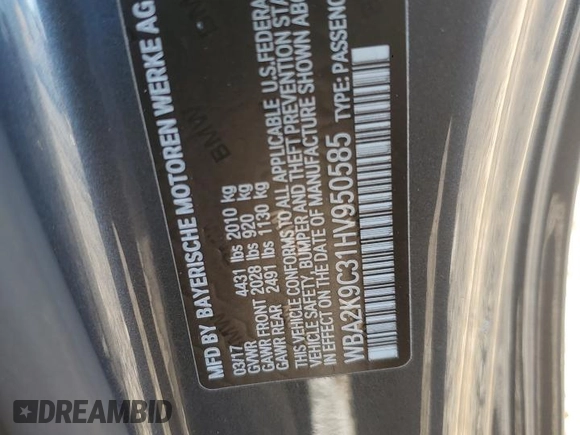 MFD BY BAYERISCHE MOTOREN WERKE AG
03/17
GVWR 4431 lbs 2010 kg
GAWR FRONT 2028 lbs 920 kg
GAWR REAR 2491 lbs 1130 kg
THIS VEHICLE CONFORMS TO ALL APPLICABLE U.S. FEDERAL
VEHICLE SAFETY, BUMPER AND THEFT PREVENTION STA
IN EFFECT ON THE DATE OF MANUFACTURE SHOWN ABO
WBA2K9C31HV950585 TYPE: PASSENG
BMW
DREAMBID